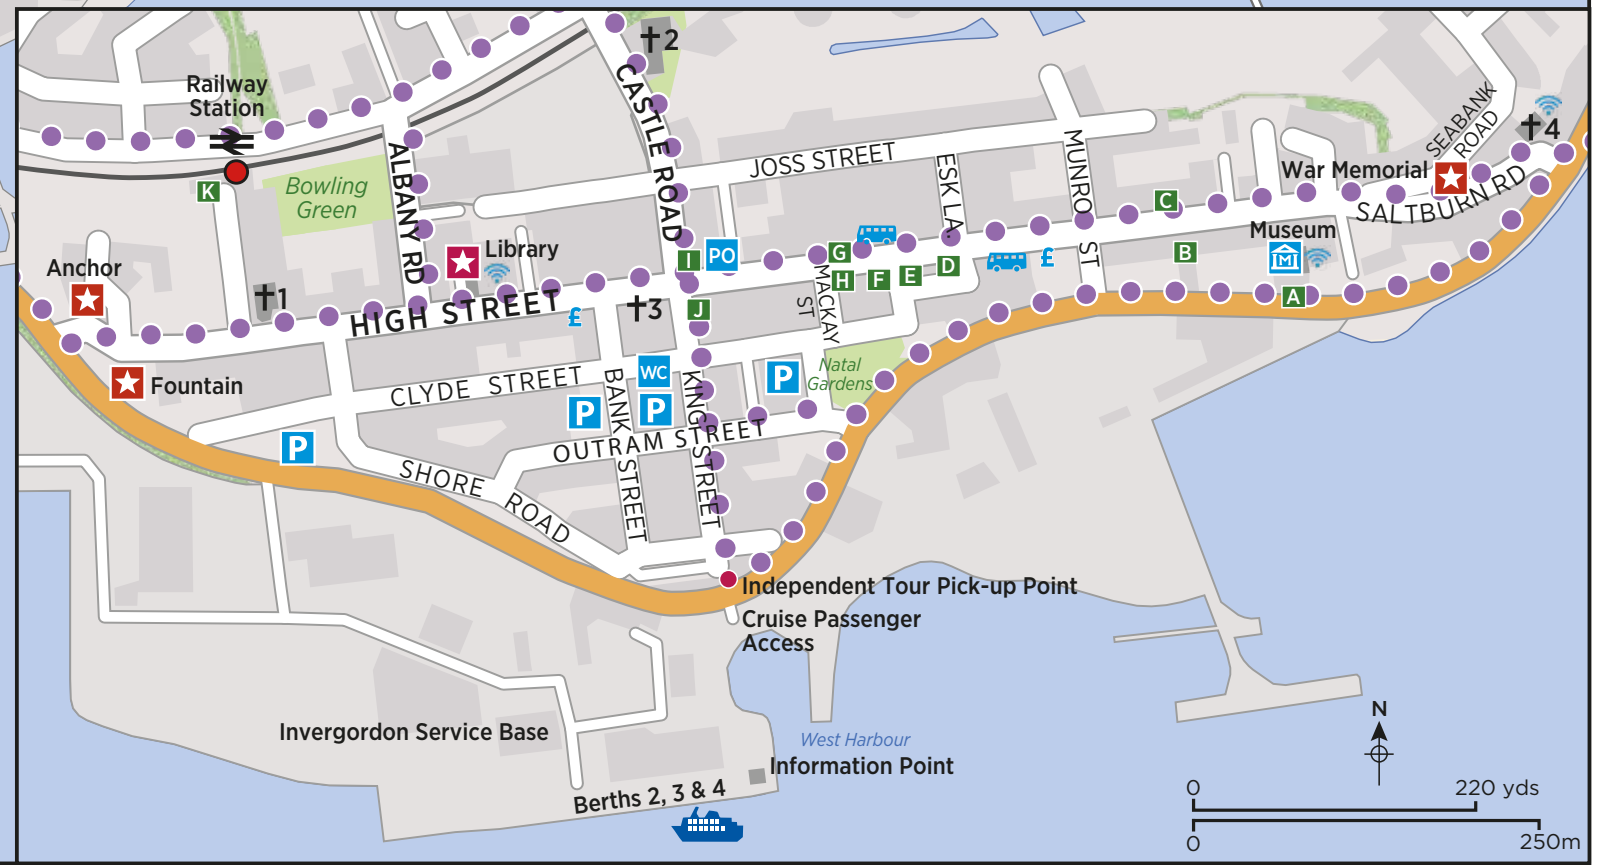 2
Railway
Station
CASTLE ROAD
SEABANK
ROAD
4
JOSS STREET
MUNRO
ST
ESK LA.
War Memorial
K
Bowling
Green
ALBANY RD
C
SALTBURN RD
Museum
Library
PO
I
G
B
£
Anchor
H
F
E
D
M
A
1
HIGH STREET
£
3
J
MACKAY
ST
Fountain
CLYDE STREET
WC
P
Natal
Gardens
P
P
BANK
STREET
KING
STREET
P
OUTRAM STREET
SHORE ROAD
Independent Tour Pick-up Point
Cruise Passenger
Access
Invergordon Service Base
West Harbour
Information Point
Berths 2, 3 & 4
N
0
220 yds
0
250m